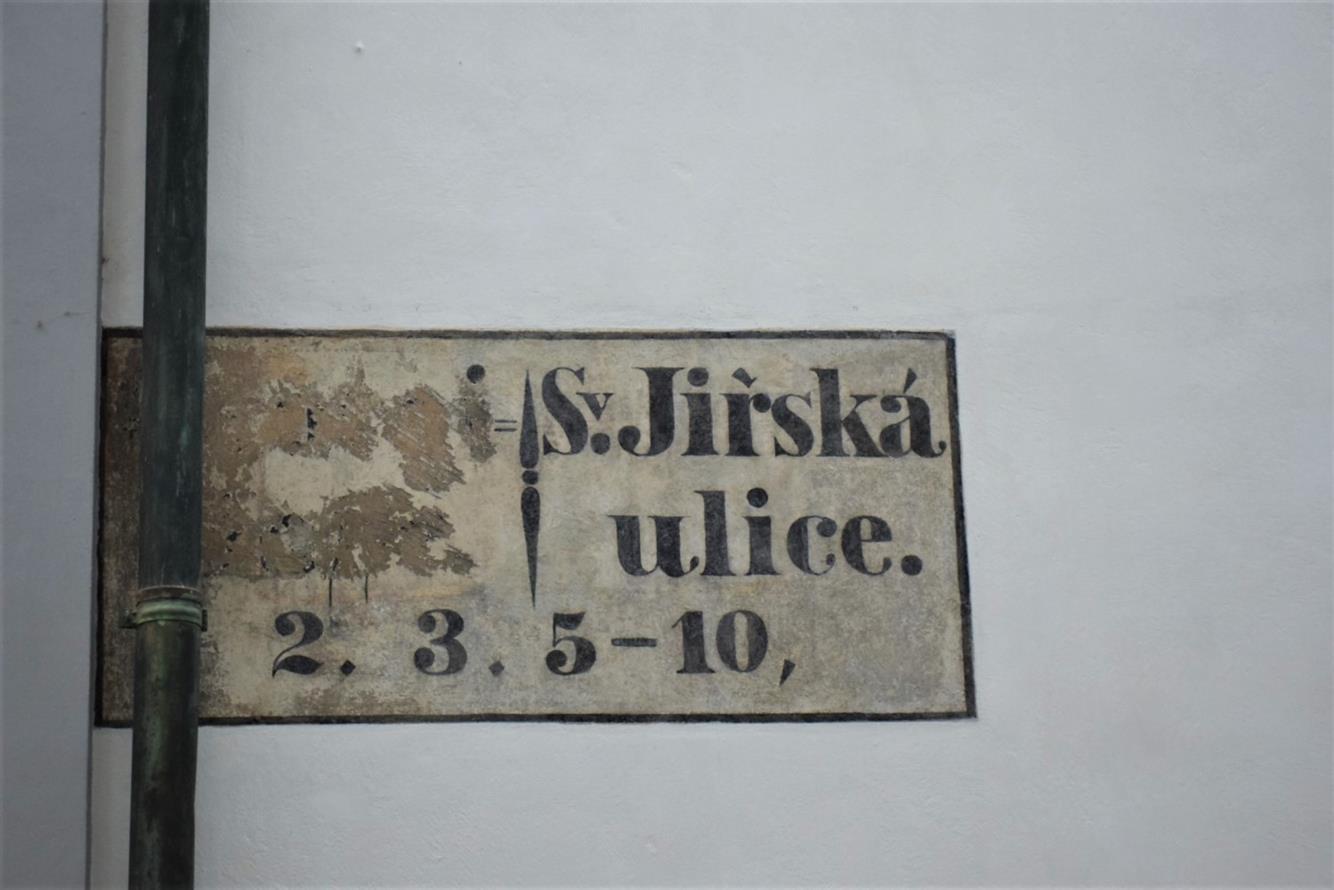 Sv. Jiřská
ulice.
2. 3. 5-10,